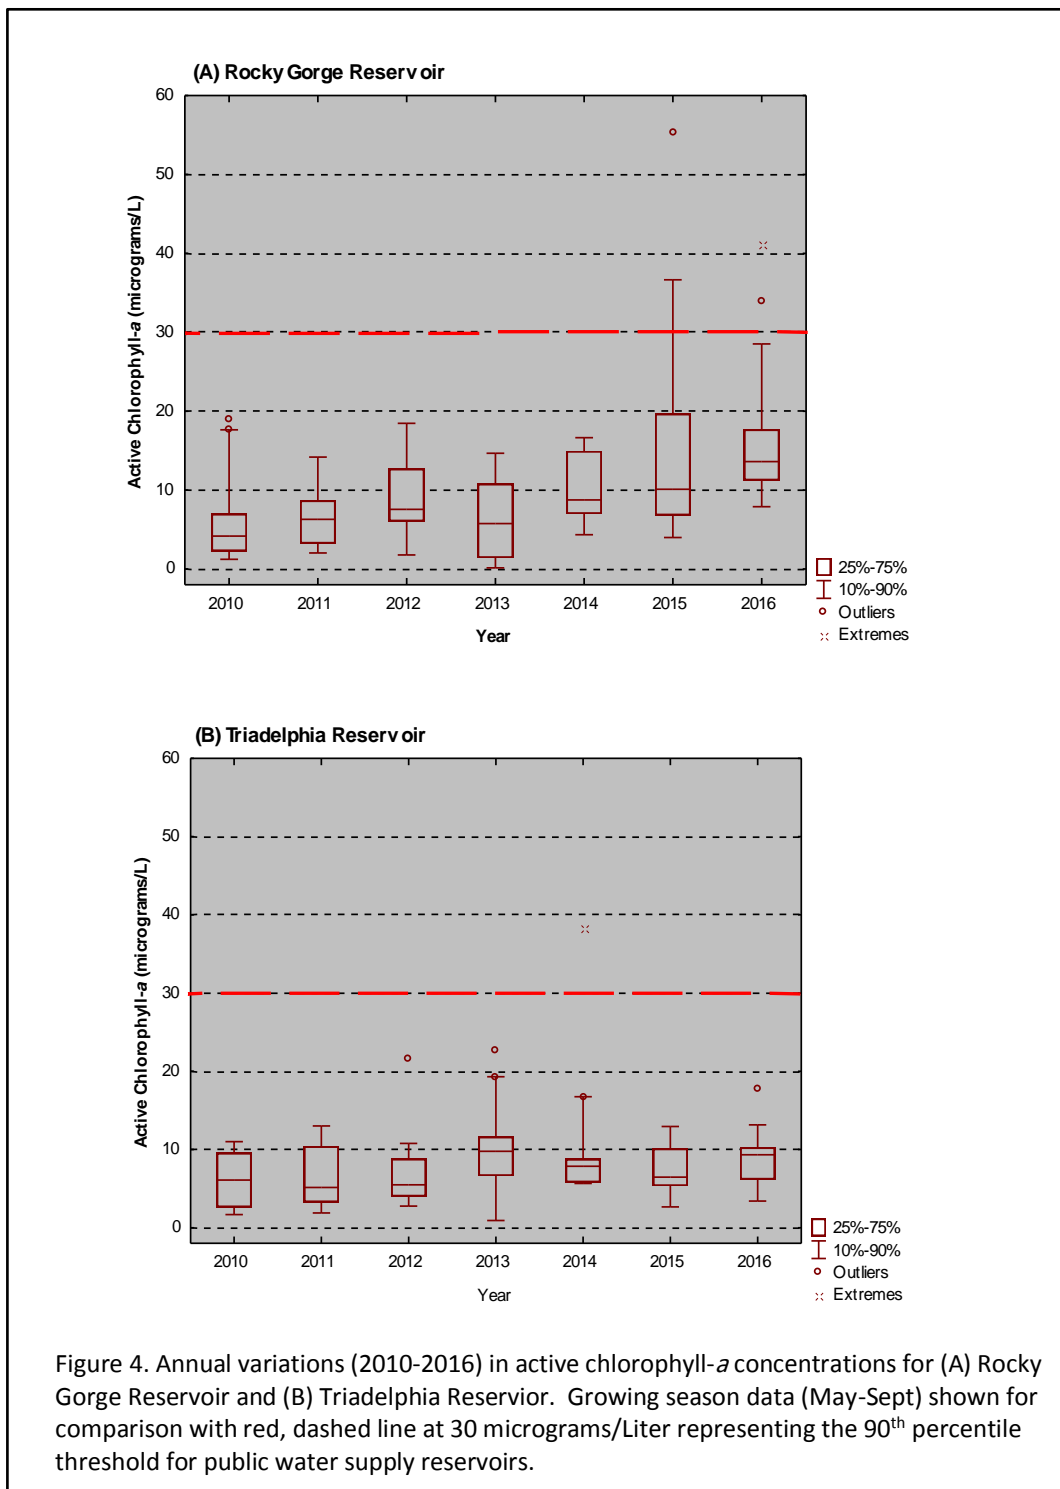 (A) Rocky Gorge Reservoir
60
50
40
30
20
10
0
Active Chlorophyll-a (micrograms/L)
2010 2011 2012 2013 2014 2015 2016
Year
25%-75%
10%-90%
Outliers
Extremes
(B) Triadelphia Reservoir
60
50
40
30
20
10
0
Active Chlorophyll-a (micrograms/L)
2010 2011 2012 2013 2014 2015 2016
Year
25%-75%
10%-90%
Outliers
Extremes
Figure 4. Annual variations (2010-2016) in active chlorophyll-a concentrations for (A) Rocky
Gorge Reservoir and (B) Triadelphia Reservior. Growing season data (May-Sept) shown for
comparison with red, dashed line at 30 micrograms/Liter representing the 90th percentile
threshold for public water supply reservoirs.